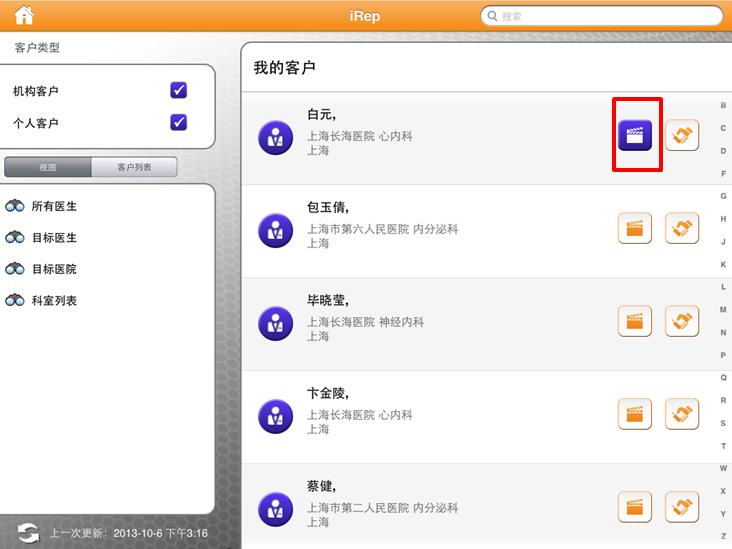 iRep
搜索
客户类型
机构客户
个人客户
视图
客户列表
所有医生
目标医生
目标医院
科室列表
上一次更新：2013-10-6 下午3:16
我的客户
白元,
上海长海医院 心内科
上海
包玉倩,
上海市第六人民医院 内分泌科
上海
毕晓莹,
上海长海医院 神经内科
上海
卞金陵,
上海长海医院 心内科
上海
蔡健,
上海市第二人民医院 内分泌科
上海
B
C
D
F
G
H
J
K
L
M
N
P
Q
R
S
T
W
X
Y
Z